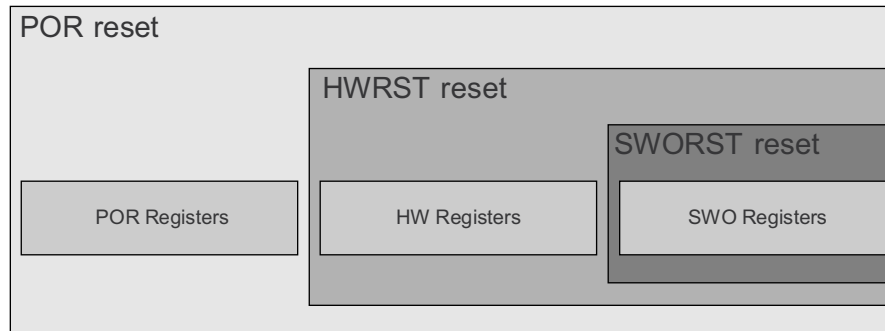 POR reset
HWRST reset
SWORST reset
POR Registers
HW Registers
SWO Registers